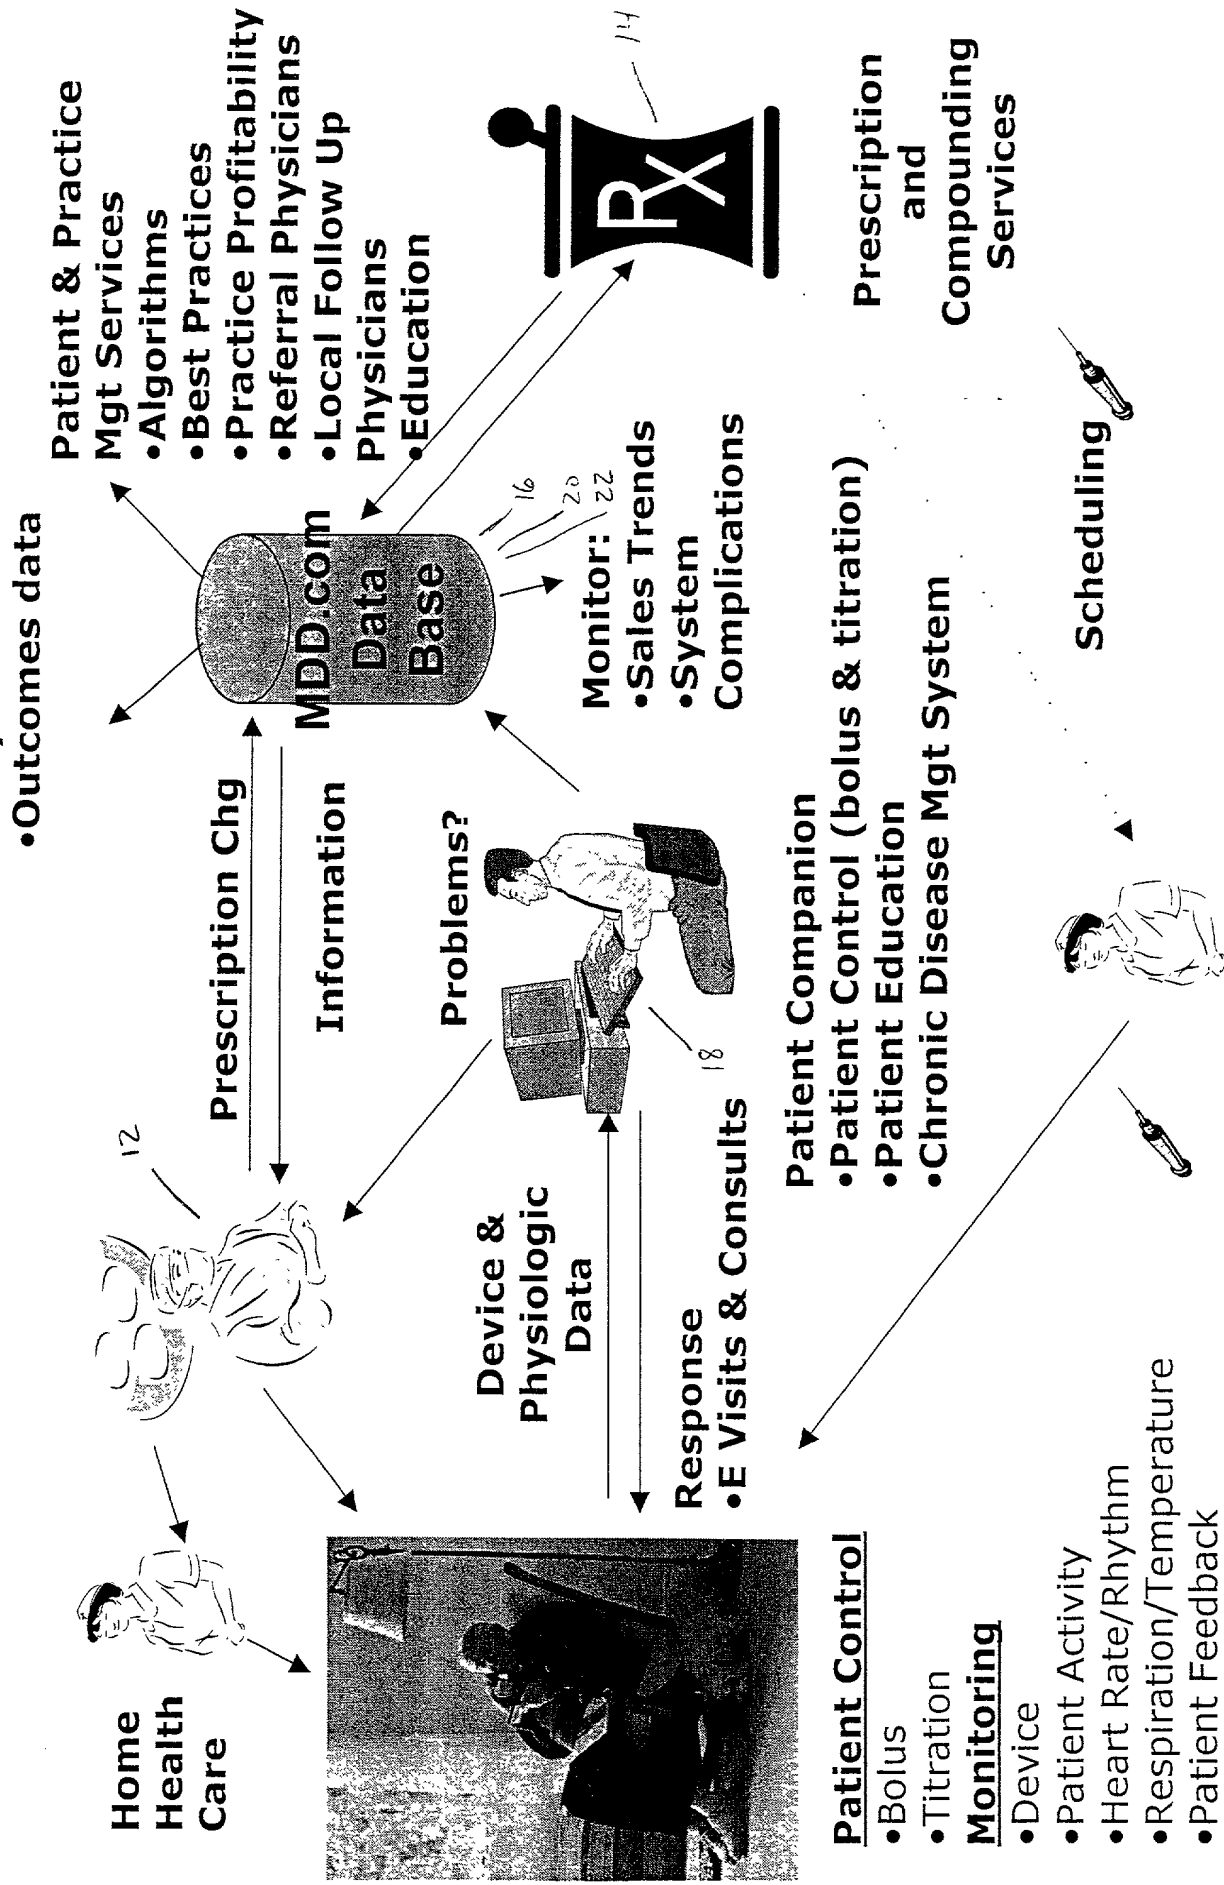 •Outcomes data
Patient & Practice
Mgt Services
•Algorithms
•Best Practices
•Practice Profitability
•Referral Physicians
•Local Follow Up
Physicians
•Education
Home
Health
Care
12
Prescription Chg
Information
MDD.com
Data
Base
16
20
22
Rx
14
Problems?
18
Device &
Physiologic
Data
Response
•E Visits & Consults
Monitor:
•Sales Trends
•System
Complications
Prescription
and
Compounding
Services
Patient Companion
•Patient Control (bolus & titration)
•Patient Education
•Chronic Disease Mgt System
Scheduling
Patient Control
•Bolus
•Titration
Monitoring
•Device
•Patient Activity
•Heart Rate/Rhythm
•Respiration/Temperature
•Patient Feedback